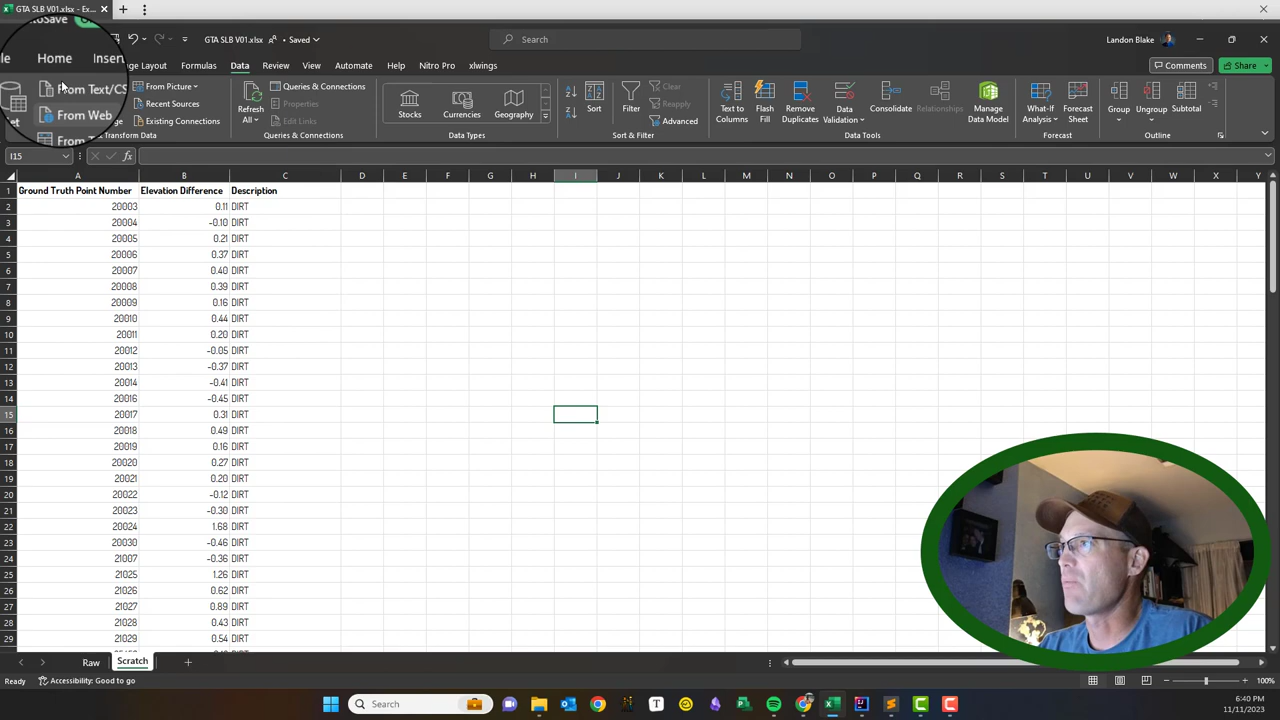 GTA SLB V01.xlsx - Ex...
GTA SLB V01.xlsx • Saved
Search
Landon Blake
Home Inser
age Layout Formulas Data Review View Automate Help Nitro Pro xlwings
Comments Share
From Text/CS
From Web
From Picture
Recent Sources
Existing Connections
Refresh All
Queries & Connections
Properties
Edit Links
Stocks Currencies Geography
Sort
Filter
Clear
Reapply
Advanced
Text to Columns
Flash Fill
Remove Duplicates
Data Validation
Consolidate
Relationships
Manage Data Model
What-If Analysis
Forecast Sheet
Group
Ungroup
Subtotal
Transform Data
Queries & Connections
Data Types
Sort & Filter
Data Tools
Forecast
Outline
I15
fx
A B C D E F G H I J K L M N O P Q R S T U V W X Y
1 Ground Truth Point Number Elevation Difference Description
2 20003 0.11 DIRT
3 20004 -0.10 DIRT
4 20005 0.21 DIRT
5 20006 0.37 DIRT
6 20007 0.40 DIRT
7 20008 0.39 DIRT
8 20009 0.16 DIRT
9 20010 0.44 DIRT
10 20011 0.20 DIRT
11 20012 -0.05 DIRT
12 20013 -0.37 DIRT
13 20014 -0.41 DIRT
14 20016 -0.45 DIRT
15 20017 0.31 DIRT
16 20018 0.49 DIRT
17 20019 0.16 DIRT
18 20020 0.27 DIRT
19 20021 0.20 DIRT
20 20022 -0.12 DIRT
21 20023 -0.30 DIRT
22 20024 1.68 DIRT
23 20030 -0.46 DIRT
24 21007 -0.36 DIRT
25 21025 1.26 DIRT
26 21026 0.62 DIRT
27 21027 0.89 DIRT
28 21028 0.43 DIRT
29 21029 0.54 DIRT
Raw Scratch
Ready Accessibility: Good to go
100%
Search
6:40 PM
11/11/2023